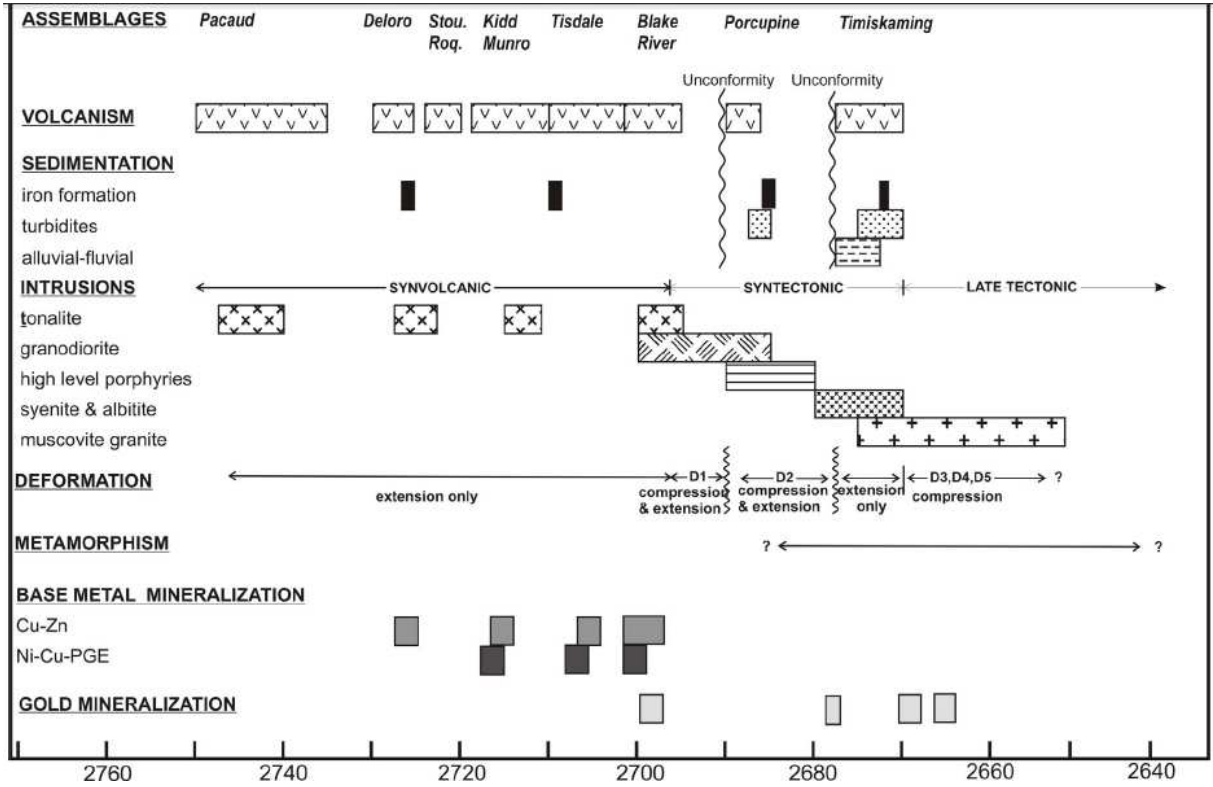 ASSEMBLAGES Pacaud Deloro Stou. Kidd Tisdale Blake Porcupine Timiskaming
Roq. Munro River
Unconformity Unconformity
VOLCANISM
SEDIMENTATION
iron formation
turbidites
alluvial-fluvial
INTRUSIONS SYNVOLCANIC SYNTECTONIC LATE TECTONIC
tonalite
granodiorite
high level porphyries
syenite & albitite
muscovite granite
DEFORMATION D1 D2 D3,D4,D5 ?
extension only compression compression extension compression
& extension & extension only
METAMORPHISM ? ?
BASE METAL MINERALIZATION
Cu-Zn
Ni-Cu-PGE
GOLD MINERALIZATION
2760 2740 2720 2700 2680 2660 2640